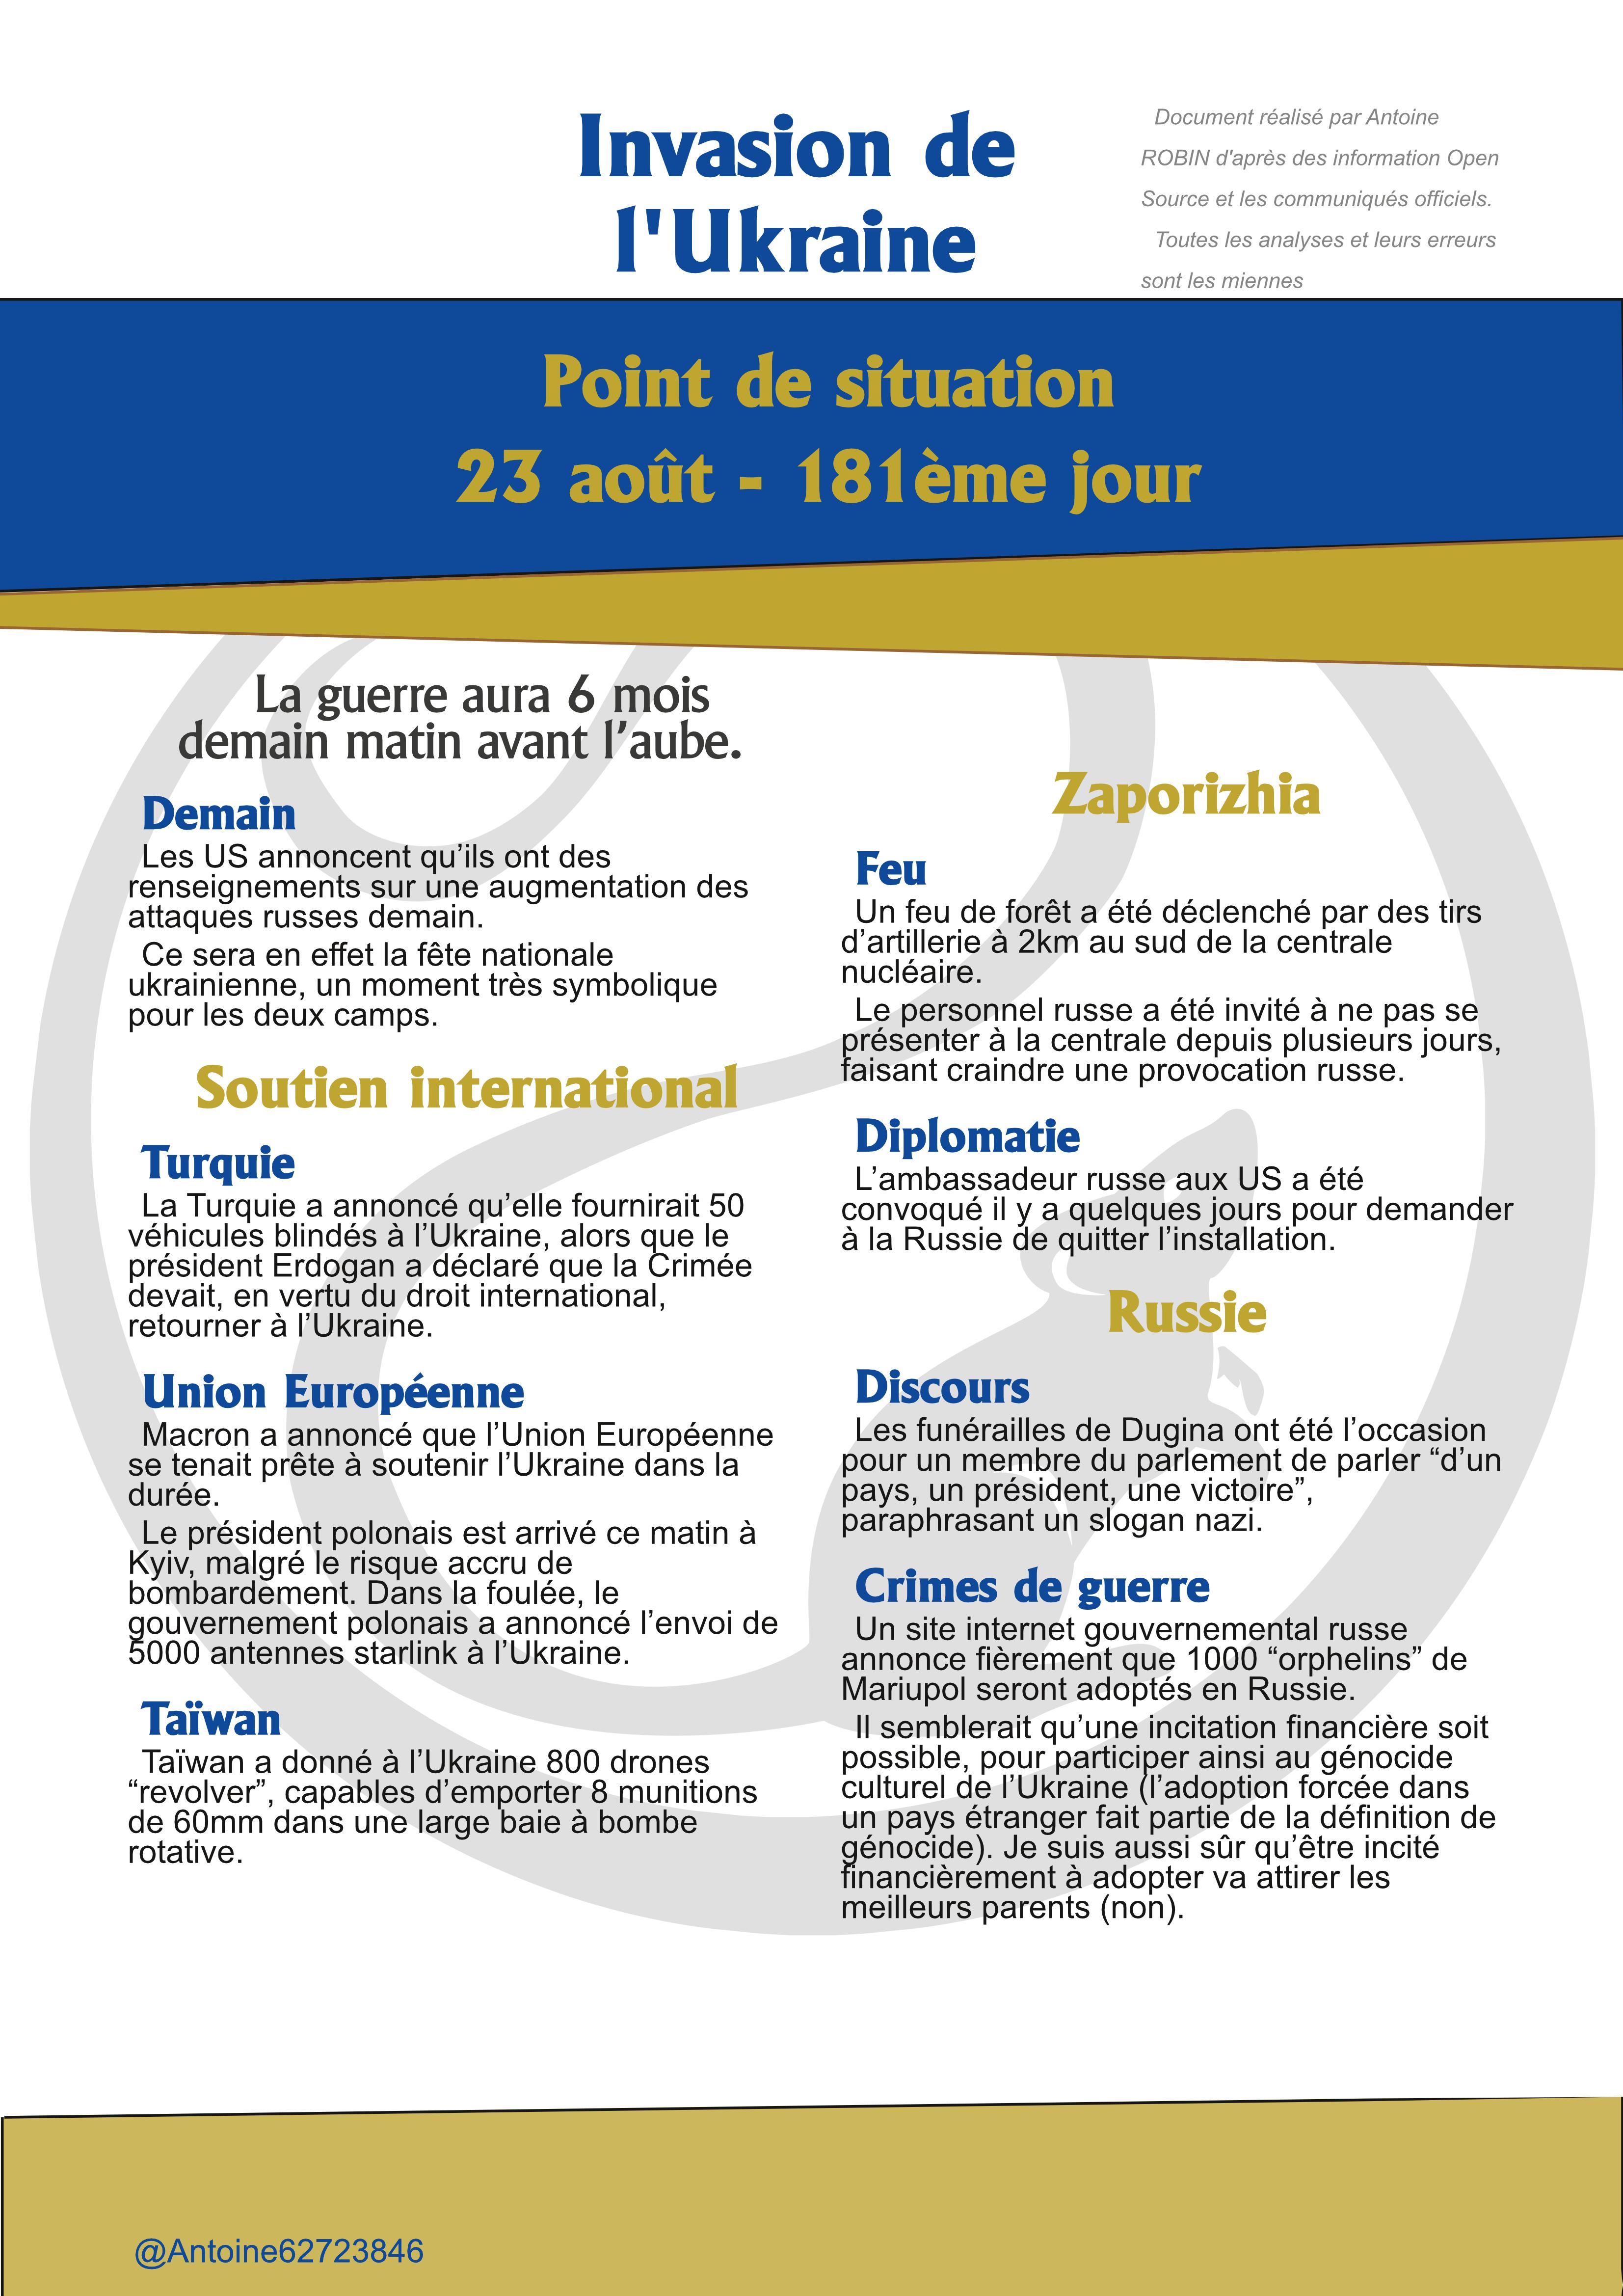 Invasion de
l'Ukraine
Document réalisé par Antoine
ROBIN d'après des information Open
Source et les communiqués officiels.
Toutes les analyses et leurs erreurs
sont les miennes
Point de situation
23 août - 181ème jour
La guerre aura 6 mois
demain matin avant l’aube.
Demain
Les US annoncent qu’ils ont des
renseignements sur une augmentation des
attaques russes demain.
Ce sera en effet la fête nationale
ukrainienne, un moment très symbolique
pour les deux camps.
Soutien international
Turquie
La Turquie a annoncé qu’elle fournirait 50
véhicules blindés à l’Ukraine, alors que le
président Erdogan a déclaré que la Crimée
devait, en vertu du droit international,
retourner à l’Ukraine.
Union Européenne
Macron a annoncé que l’Union Européenne
se tenait prête à soutenir l’Ukraine dans la
durée.
Le président polonais est arrivé ce matin à
Kyiv, malgré le risque accru de
bombardement. Dans la foulée, le
gouvernement polonais a annoncé l’envoi de
5000 antennes starlink à l’Ukraine.
Taïwan
Taïwan a donné à l’Ukraine 800 drones
“revolver”, capables d’emporter 8 munitions
de 60mm dans une large baie à bombe
rotative.
Zaporizhia
Feu
Un feu de forêt a été déclenché par des tirs
d’artillerie à 2km au sud de la centrale
nucléaire.
Le personnel russe a été invité à ne pas se
présenter à la centrale depuis plusieurs jours,
faisant craindre une provocation russe.
Diplomatie
L’ambassadeur russe aux US a été
convoqué il y a quelques jours pour demander
à la Russie de quitter l’installation.
Russie
Discours
Les funérailles de Dugina ont été l’occasion
pour un membre du parlement de parler “d’un
pays, un président, une victoire”,
paraphrasant un slogan nazi.
Crimes de guerre
Un site internet gouvernemental russe
annonce fièrement que 1000 “orphelins” de
Mariupol seront adoptés en Russie.
Il semblerait qu’une incitation financière soit
possible, pour participer ainsi au génocide
culturel de l’Ukraine (l’adoption forcée dans
un pays étranger fait partie de la définition de
génocide). Je suis aussi sûr qu’être incité
financièrement à adopter va attirer les
meilleurs parents (non).
@Antoine62723846